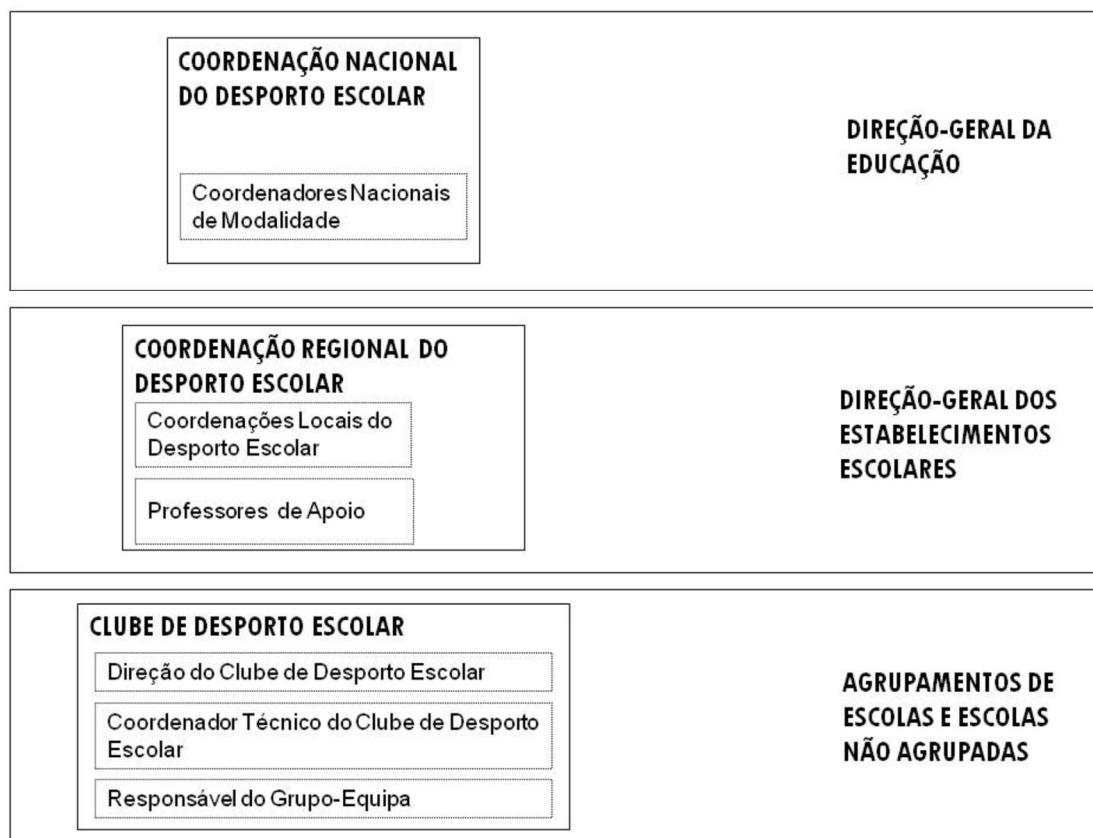 COORDENAÇÃO NACIONAL
DO DESPORTO ESCOLAR
Coordenadores Nacionais
de Modalidade
DIREÇÃO-GERAL DA
EDUCAÇÃO
COORDENAÇÃO REGIONAL DO
DESPORTO ESCOLAR
Coordenações Locais do
Desporto Escolar
Professores de Apoio
DIREÇÃO-GERAL DOS
ESTABELECIMENTOS
ESCOLARES
CLUBE DE DESPORTO ESCOLAR
Direção do Clube de Desporto Escolar
Coordenador Técnico do Clube de Desporto
Escolar
Responsável do Grupo-Equipa
AGRUPAMENTOS DE
ESCOLAS E ESCOLAS
NÃO AGRUPADAS